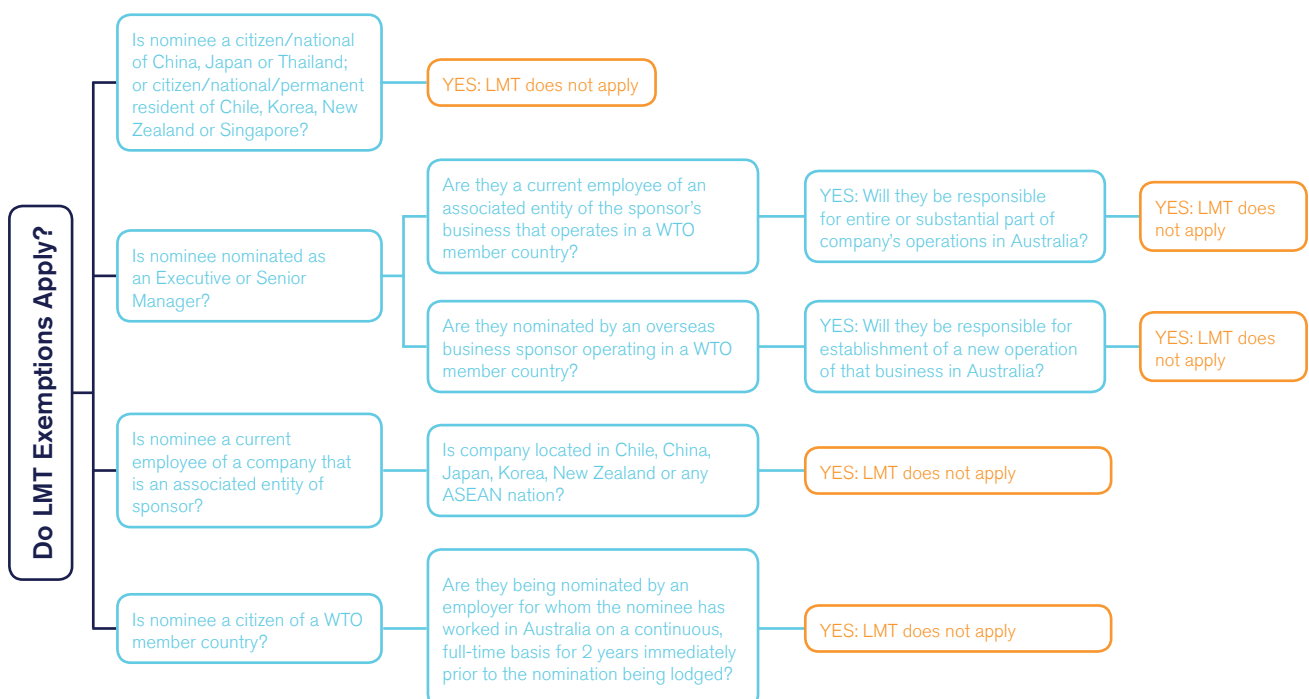 Do LMT Exemptions Apply?
Is nominee a citizen/national
of China, Japan or Thailand;
or citizen/national/permanent
resident of Chile, Korea, New
Zealand or Singapore?
YES: LMT does not apply
Is nominee nominated as
an Executive or Senior
Manager?
Are they a current employee of an
associated entity of the sponsor’s
business that operates in a WTO
member country?
YES: Will they be responsible
for entire or substantial part of
company’s operations in Australia?
YES: LMT does
not apply
Are they nominated by an overseas
business sponsor operating in a WTO
member country?
YES: Will they be responsible for
establishment of a new operation
of that business in Australia?
YES: LMT does
not apply
Is nominee a current
employee of a company that
is an associated entity of
sponsor?
Is company located in Chile, China,
Japan, Korea, New Zealand or any
ASEAN nation?
YES: LMT does not apply
Is nominee a citizen of a WTO
member country?
Are they being nominated by an
employer for whom the nominee has
worked in Australia on a continuous,
full-time basis for 2 years immediately
prior to the nomination being lodged?
YES: LMT does not apply